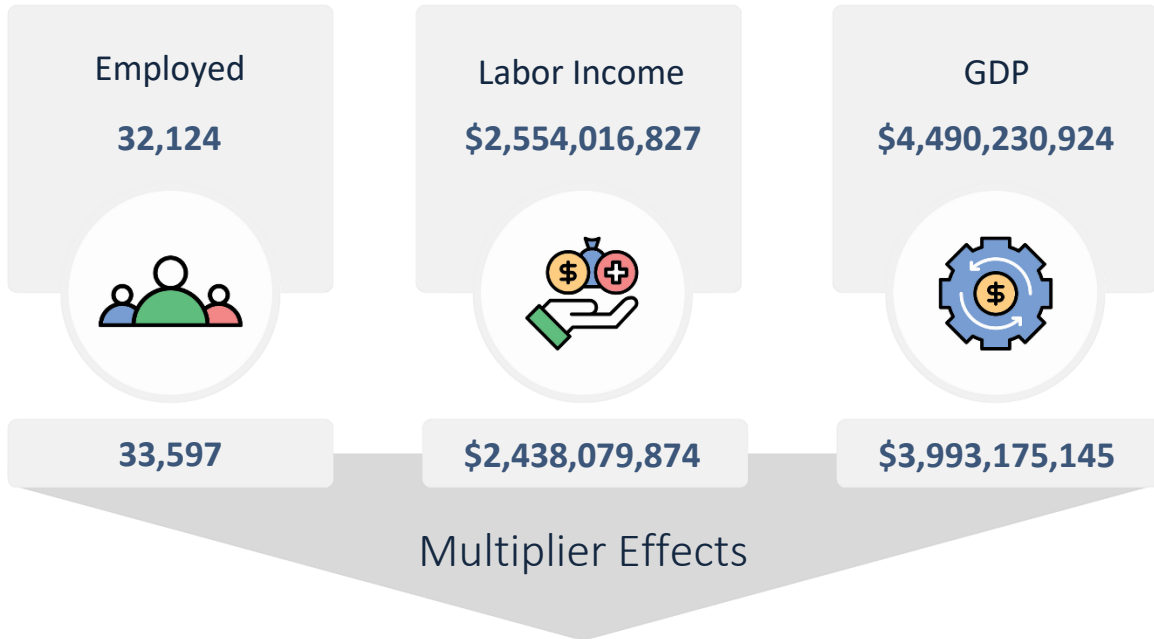 Employed
32,124
Labor Income
$2,554,016,827
GDP
$4,490,230,924
$
$
33,597
$2,438,079,874
$3,993,175,145
Multiplier Effects